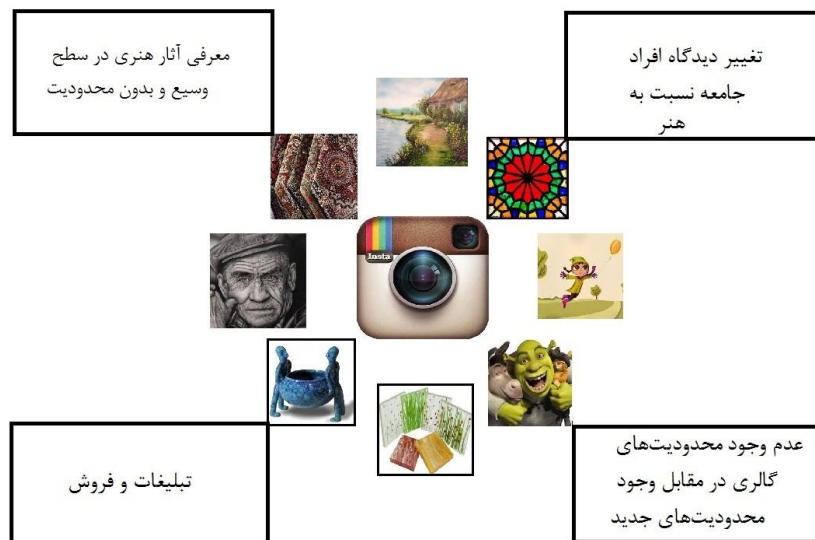 تغییر دیدگاه افراد
جامعه نسبت به
هنر
معرفی آثار هنری در سطح
وسیع و بدون محدودیت
Insta
عدم وجود محدودیت‌های
گالری در مقابل وجود
محدودیت‌های جدید
تبلیغات و فروش